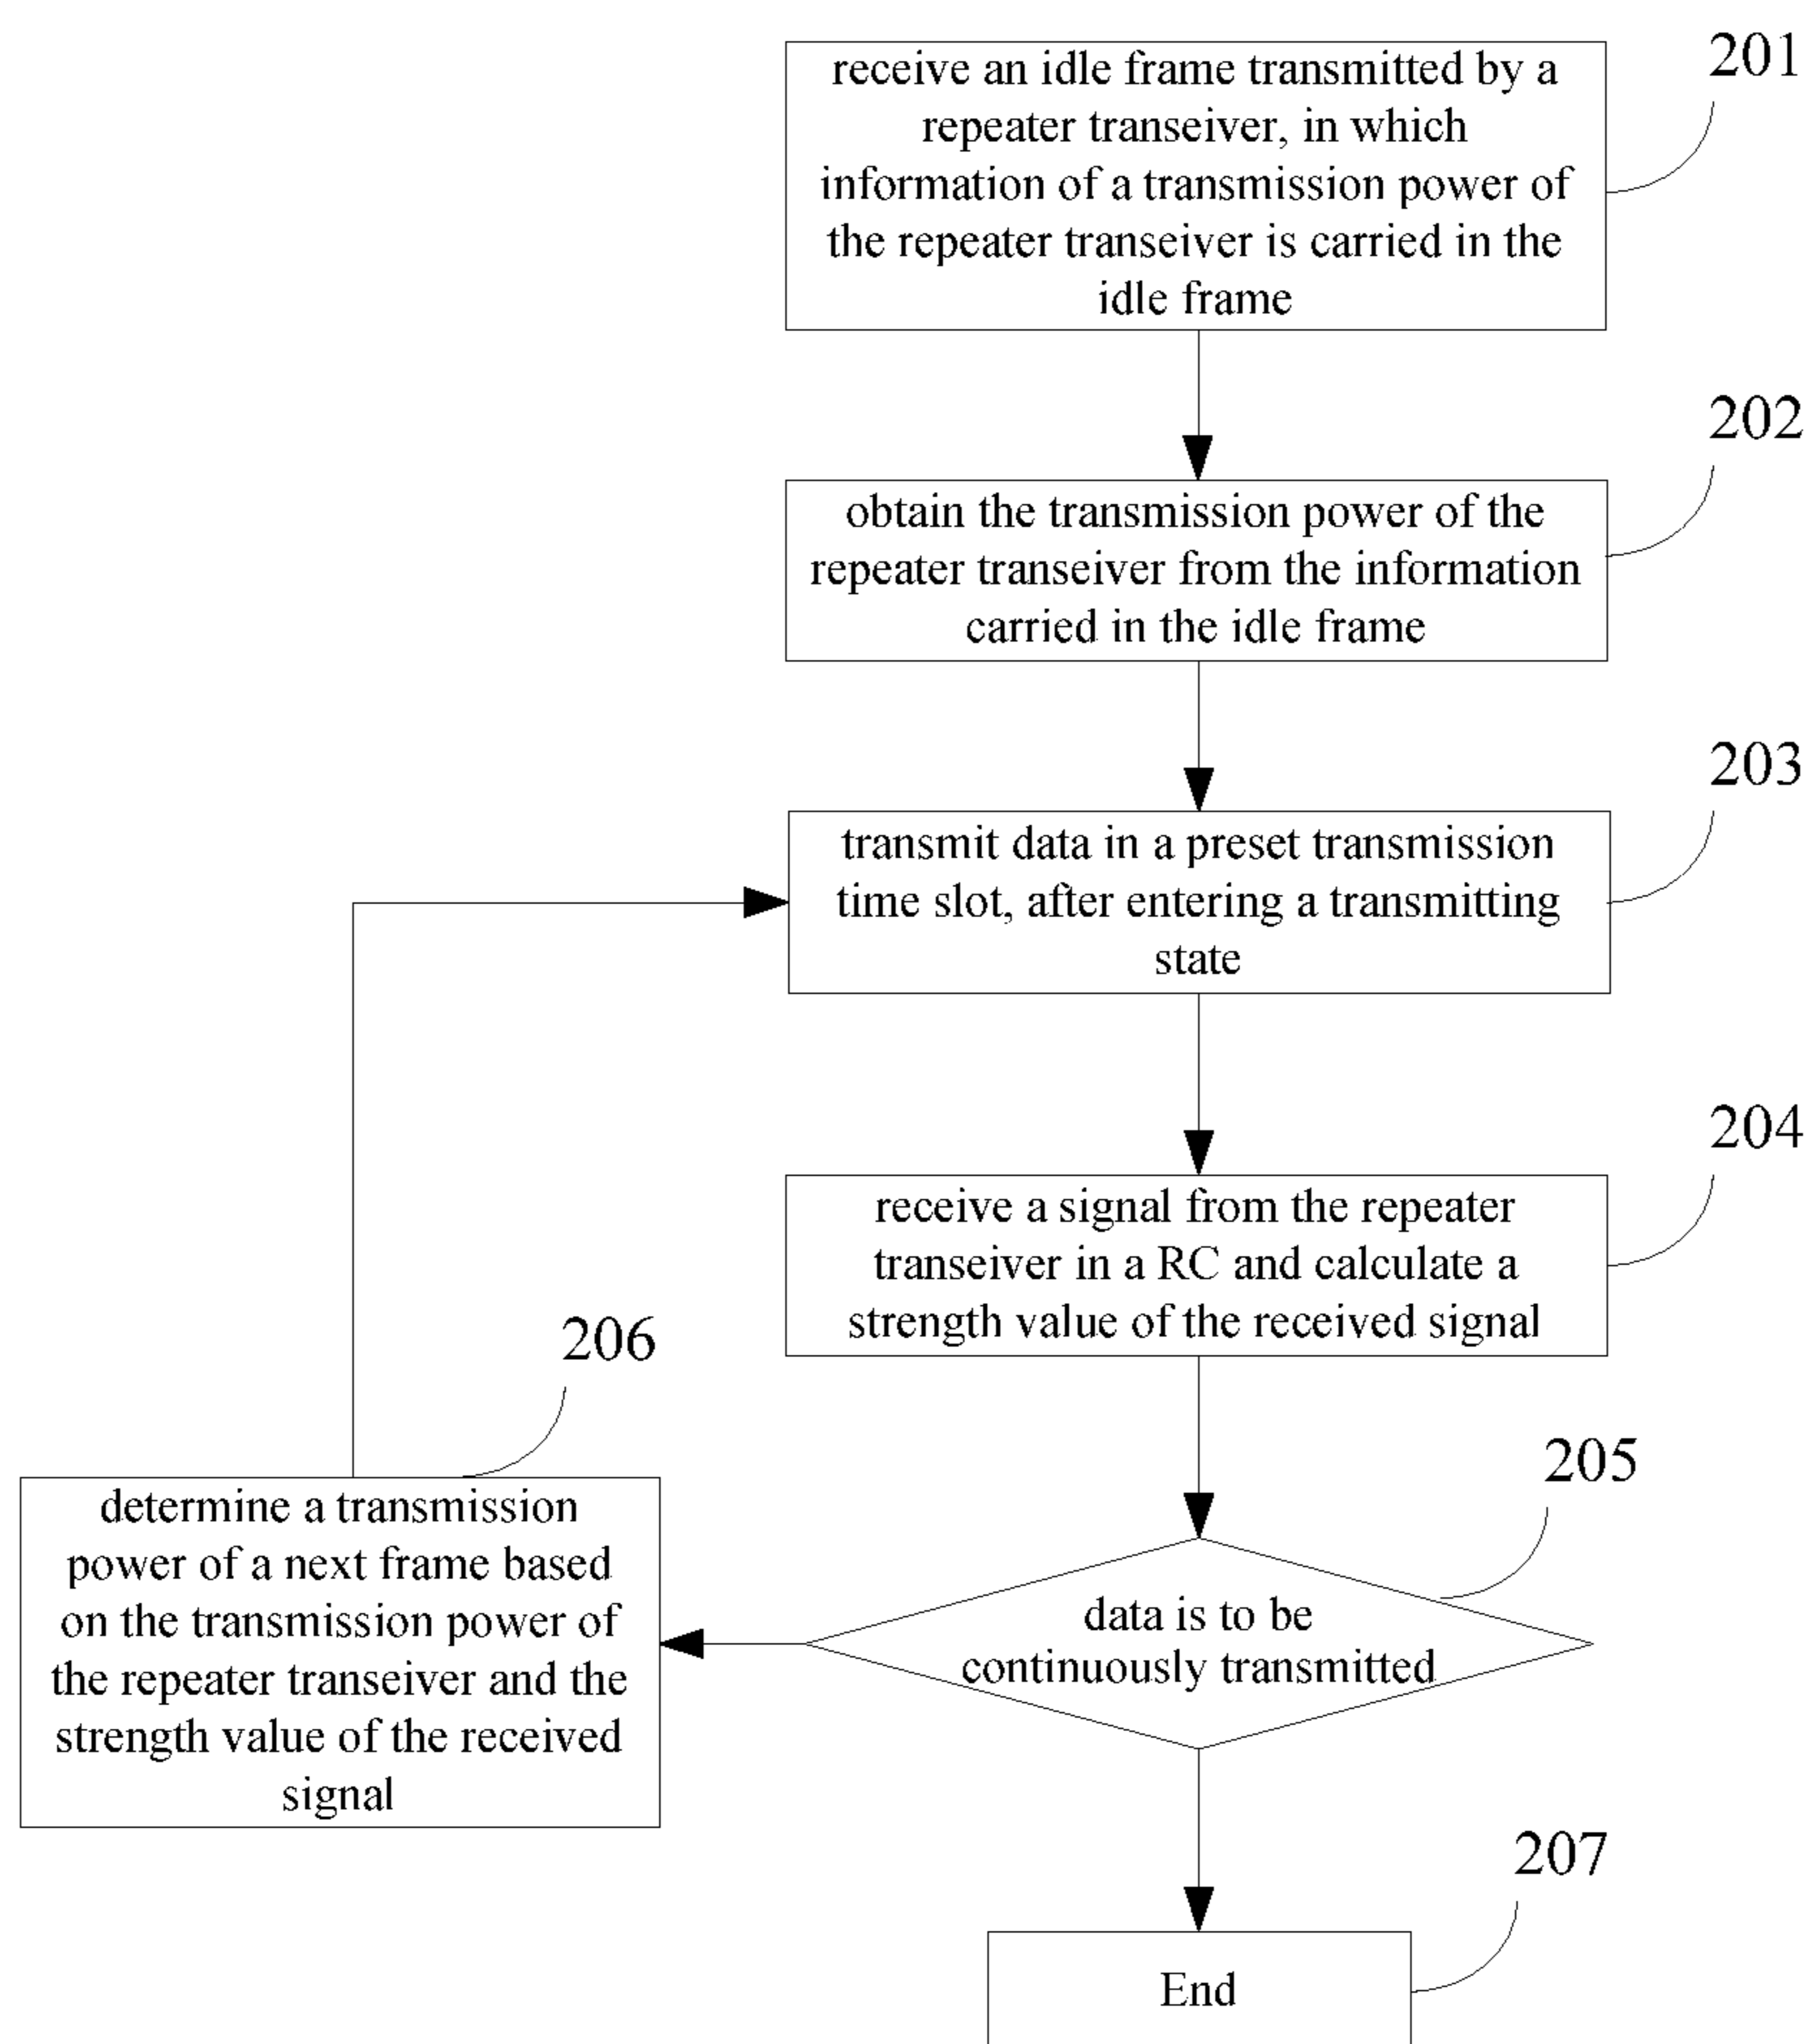 201
receive an idle frame transmitted by a
repeater transeiver, in which
information of a transmission power of
the repeater transeiver is carried in the
idle frame
202
obtain the transmission power of the
repeater transeiver from the information
carried in the idle frame
203
transmit data in a preset transmission
time slot, after entering a transmitting
state
204
receive a signal from the repeater
transeiver in a RC and calculate a
strength value of the received signal
205
data is to be
continuously transmitted
206
determine a transmission
power of a next frame based
on the transmission power of
the repeater transeiver and the
strength value of the received
signal
207
End